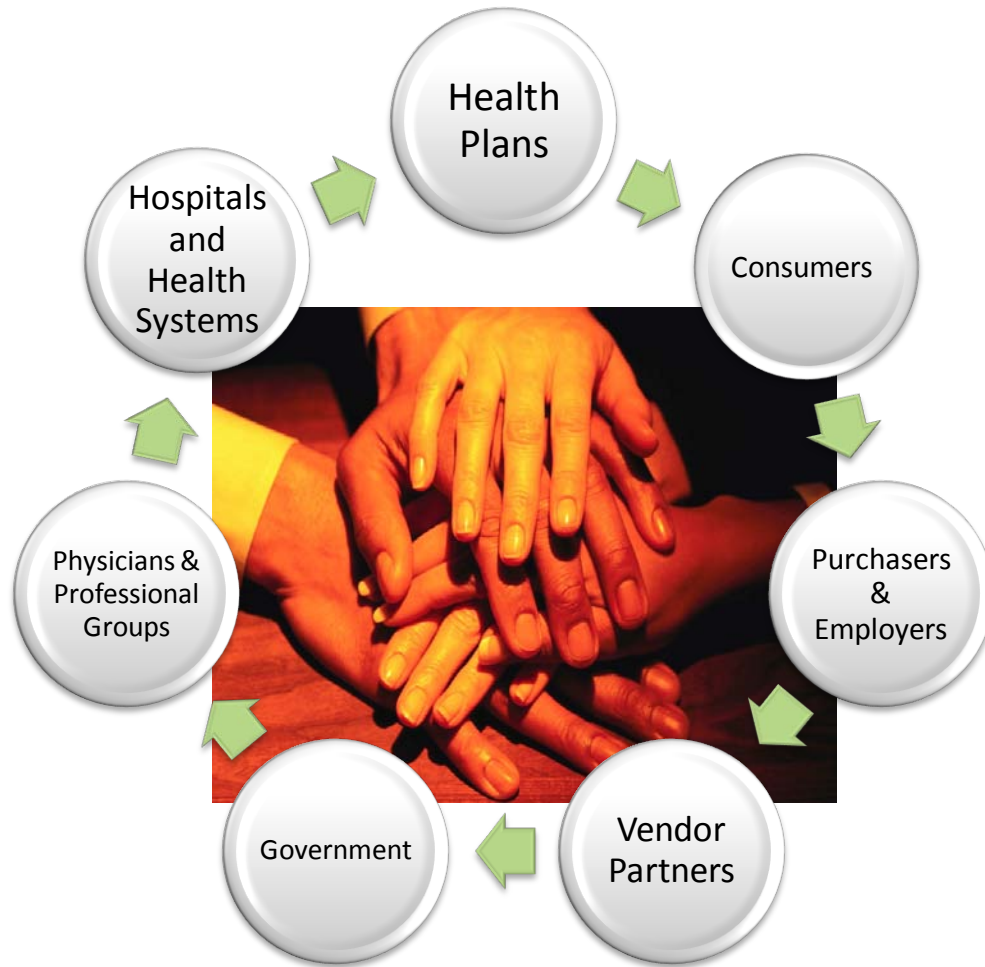 Health
Plans
Consumers
Purchasers
&
Employers
Vendor
Partners
Government
Physicians &
Professional
Groups
Hospitals
and
Health
Systems